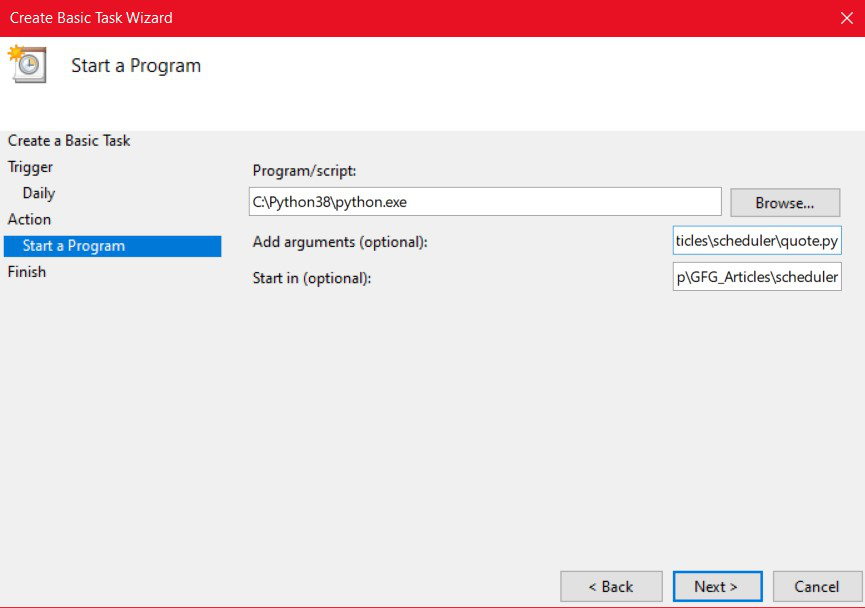 Create Basic Task Wizard
Start a Program
Create a Basic Task
Trigger
Daily
Action
Start a Program
Finish
Program/script:
C:\Python38\python.exe
Browse...
Add arguments (optional):
ticles\scheduler\quote.py
Start in (optional):
p\GFG_Articles\scheduler
< Back
Next >
Cancel